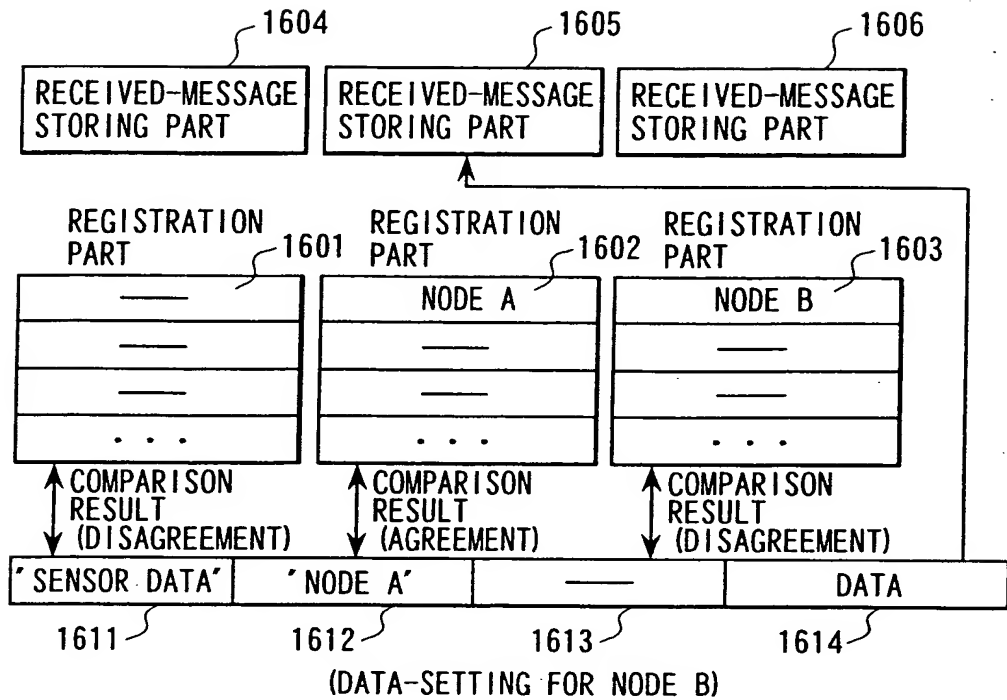 1604 1605 1606
RECEIVED-MESSAGE STORING PART
RECEIVED-MESSAGE STORING PART
RECEIVED-MESSAGE STORING PART
REGISTRATION PART 1601
REGISTRATION PART 1602
REGISTRATION PART 1603
—— NODE A NODE B
—— —— ——
—— —— ——
. . . . . . . . .
COMPARISON RESULT (DISAGREEMENT)
COMPARISON RESULT (AGREEMENT)
COMPARISON RESULT (DISAGREEMENT)
'SENSOR DATA' 'NODE A' —— DATA
1611 1612 1613 1614
(DATA-SETTING FOR NODE B)